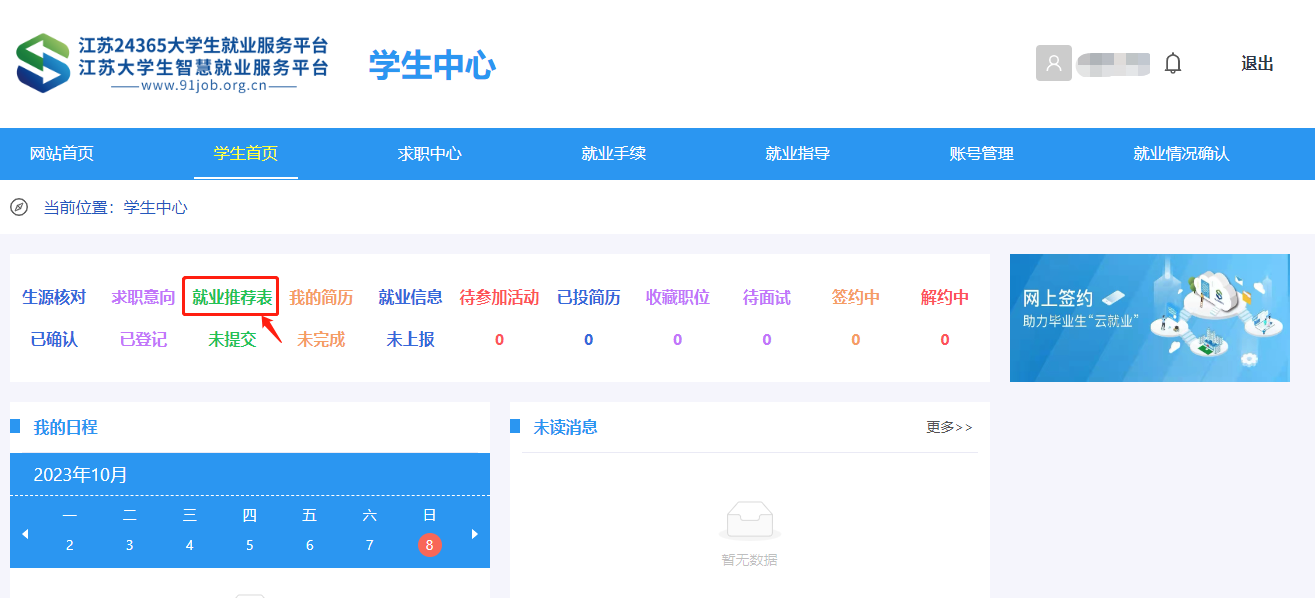 江苏24365大学生就业服务平台
江苏大学生智慧就业服务平台
www.91job.org.cn
学生中心
退出
网站首页 学生首页 求职中心 就业手续 就业指导 账号管理 就业情况确认
当前位置：学生中心
生源核对 求职意向 就业推荐表 我的简历 就业信息 待参加活动 已投简历 收藏职位 待面试 签约中 解约中
已确认 已登记 未提交 未完成 未上报 0 0 0 0 0 0
网上签约
助力毕业生“云就业”
我的日程
2023年10月
一 二 三 四 五 六 日
2 3 4 5 6 7 8
未读消息 更多>>
暂无数据